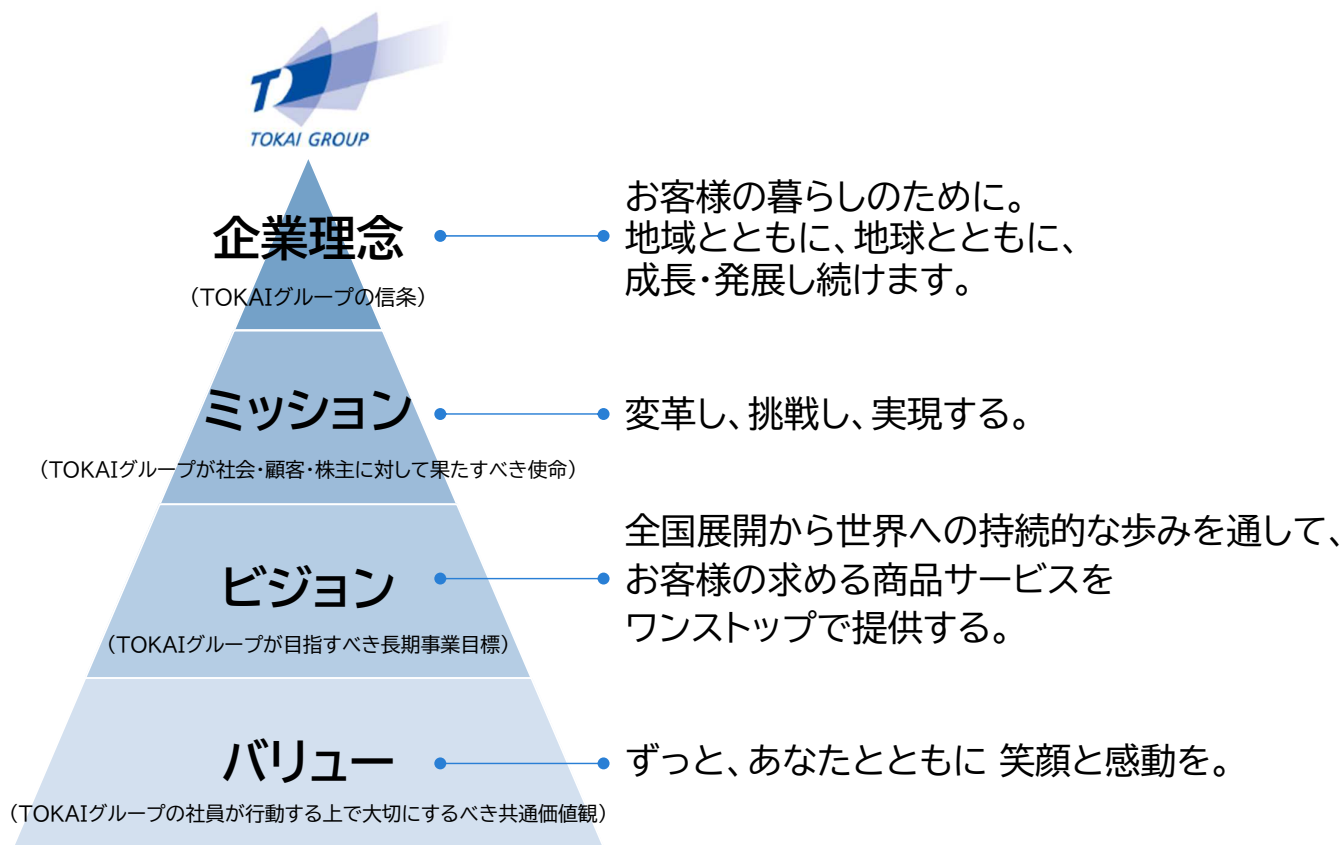 TOKAI GROUP
企業理念
（TOKAIグループの信条）
お客様の暮らしのために。
地域とともに、地球とともに、
成長・発展し続けます。
ミッション
（TOKAIグループが社会・顧客・株主に対して果たすべき使命）
変革し、挑戦し、実現する。
ビジョン
（TOKAIグループが目指すべき長期事業目標）
全国展開から世界への持続的な歩みを通して、
お客様の求める商品サービスを
ワンストップで提供する。
バリュー
（TOKAIグループの社員が行動する上で大切にするべき共通価値観）
ずっと、あなたとともに 笑顔と感動を。